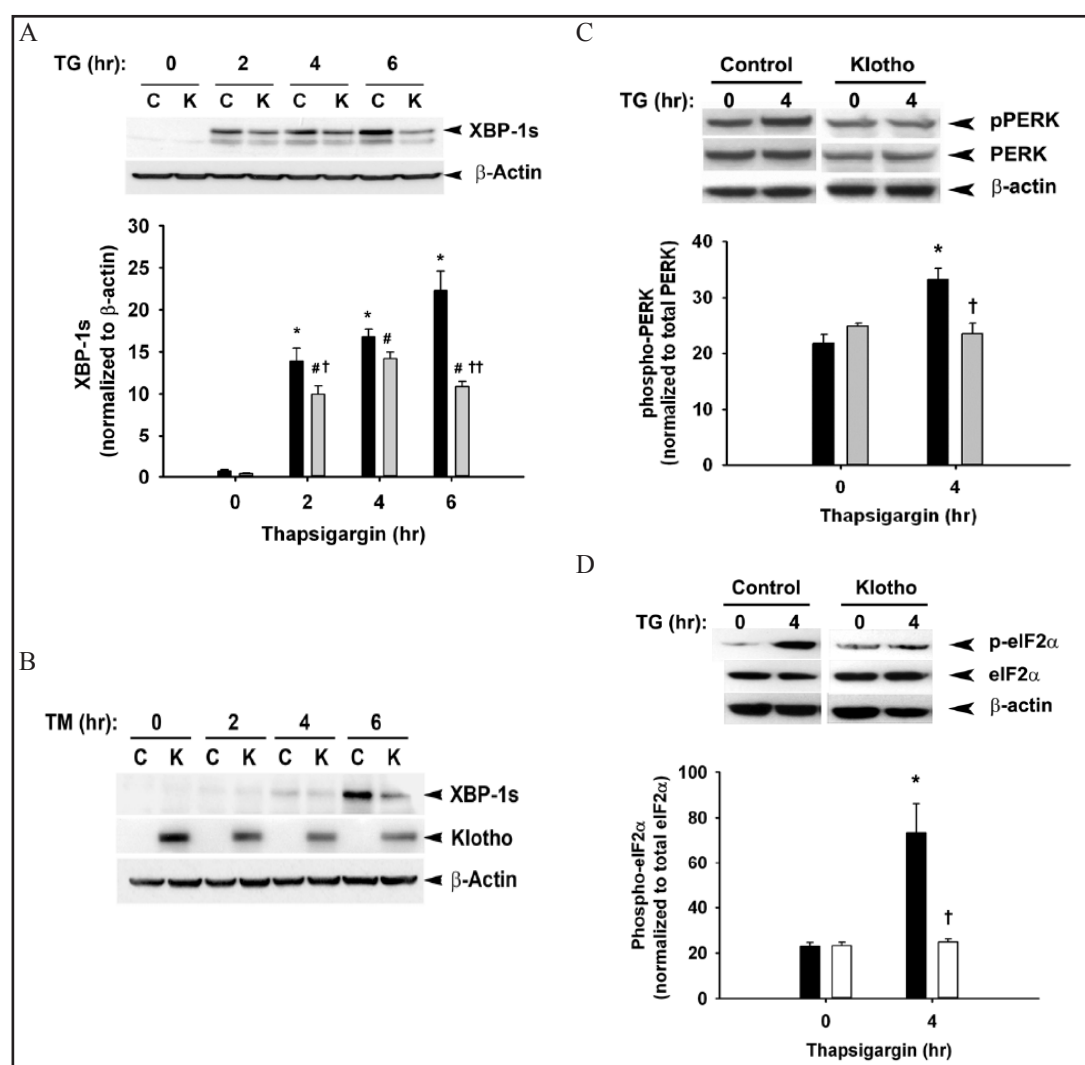 A
TG (hr): 0 2 4 6
C K C K C K C K
XBP-1s
β-Actin
XBP-1s
(normalized to β-actin)
30
25
20
15
10
5
0
* * *
#† # # ††
0 2 4 6
Thapsigargin (hr)
B
TM (hr): 0 2 4 6
C K C K C K C K
XBP-1s
Klotho
β-Actin
C
Control Klotho
TG (hr): 0 4 0 4
pPERK
PERK
β-actin
phospho-PERK
(normalized to total PERK)
40
30
20
10
0
*
†
0 4
Thapsigargin (hr)
D
Control Klotho
TG (hr): 0 4 0 4
p-eIF2α
eIF2α
β-actin
Phospho-eIF2α
(normalized to total eIF2α)
100
80
60
40
20
0
*
†
0 4
Thapsigargin (hr)